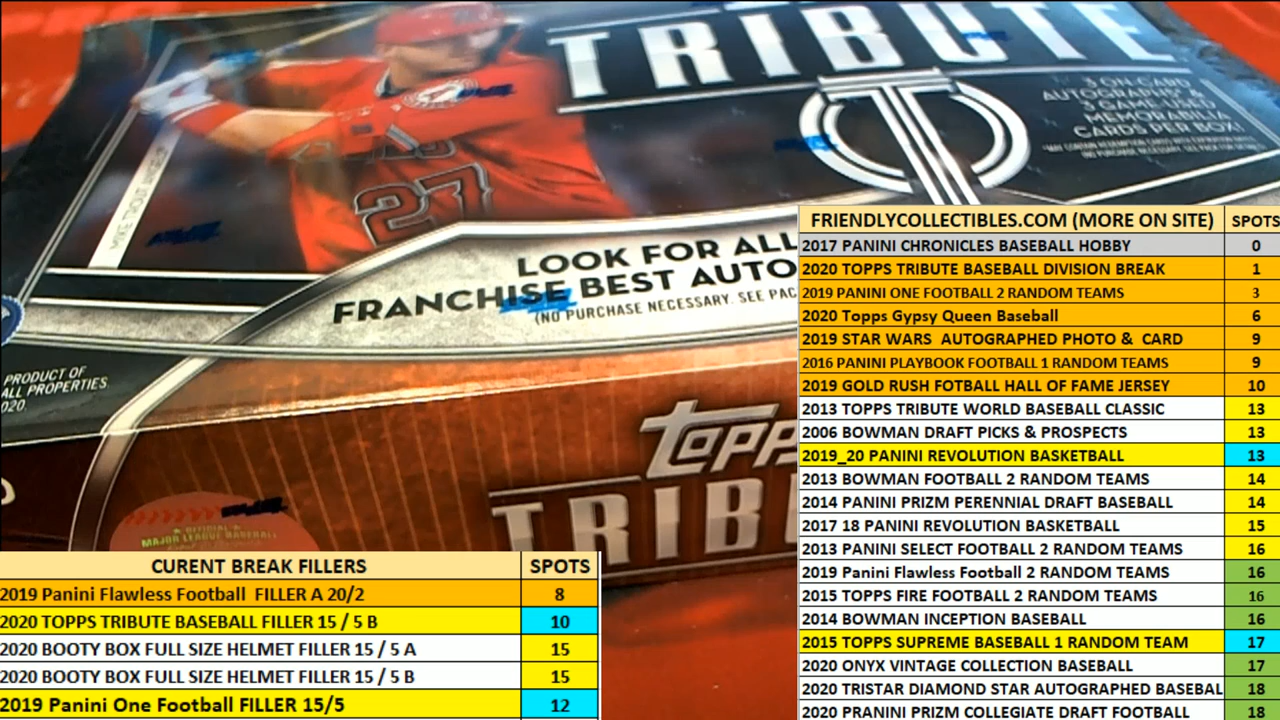 TRIBUTE
3 ON-CARD
AUTOGRAPHS* &
3 GAME-USED
MEMORABILIA
CARDS PER BOX!
MIKE TROUT
27
LOOK FOR ALL
FRANCHISE BEST AUTO
(NO PURCHASE NECESSARY. SEE PAC
PRODUCT OF
ALL PROPERTIES
020.
TOPP
TRIB
OFFICIAL
MAJOR LEAGUE BASEBALL
FRIENDLYCOLLECTIBLES.COM (MORE ON SITE) SPOTS
2017 PANINI CHRONICLES BASEBALL HOBBY 0
2020 TOPPS TRIBUTE BASEBALL DIVISION BREAK 1
2019 PANINI ONE FOOTBALL 2 RANDOM TEAMS 3
2020 Topps Gypsy Queen Baseball 6
2019 STAR WARS AUTOGRAPHED PHOTO & CARD 9
2016 PANINI PLAYBOOK FOOTBALL 1 RANDOM TEAMS 9
2019 GOLD RUSH FOTBALL HALL OF FAME JERSEY 10
2013 TOPPS TRIBUTE WORLD BASEBALL CLASSIC 13
2006 BOWMAN DRAFT PICKS & PROSPECTS 13
2019_20 PANINI REVOLUTION BASKETBALL 13
2013 BOWMAN FOOTBALL 2 RANDOM TEAMS 14
2014 PANINI PRIZM PERENNIAL DRAFT BASEBALL 14
2017 18 PANINI REVOLUTION BASKETBALL 15
2013 PANINI SELECT FOOTBALL 2 RANDOM TEAMS 16
2019 Panini Flawless Football 2 RANDOM TEAMS 16
2015 TOPPS FIRE FOOTBALL 2 RANDOM TEAMS 16
2014 BOWMAN INCEPTION BASEBALL 16
2015 TOPPS SUPREME BASEBALL 1 RANDOM TEAM 17
2020 ONYX VINTAGE COLLECTION BASEBALL 17
2020 TRISTAR DIAMOND STAR AUTOGRAPHED BASEBAL 18
2020 PRANINI PRIZM COLLEGIATE DRAFT FOOTBALL 18
CURENT BREAK FILLERS SPOTS
2019 Panini Flawless Football FILLER A 20/2 8
2020 TOPPS TRIBUTE BASEBALL FILLER 15 / 5 B 10
2020 BOOTY BOX FULL SIZE HELMET FILLER 15 / 5 A 15
2020 BOOTY BOX FULL SIZE HELMET FILLER 15 / 5 B 15
2019 Panini One Football FILLER 15/5 12